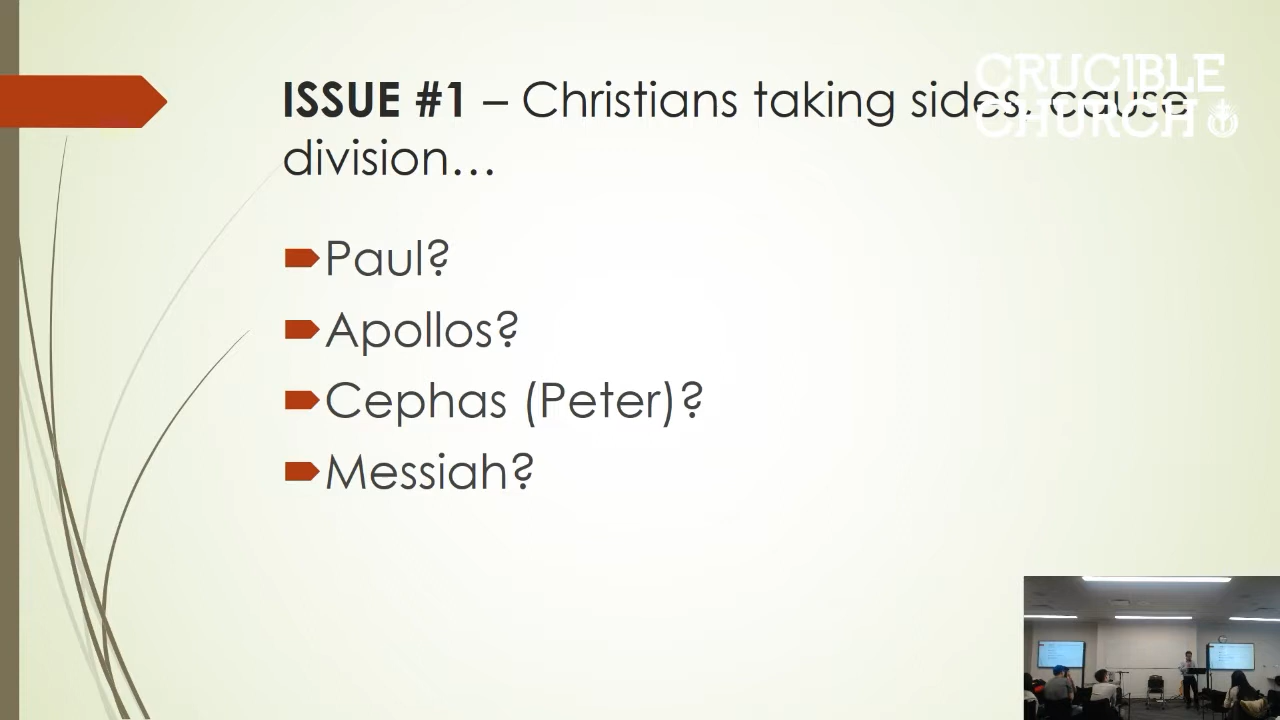 ISSUE #1 – Christians taking sides, cause
division…
CRUCIBLE
CHURCH
Paul?
Apollos?
Cephas (Peter)?
Messiah?